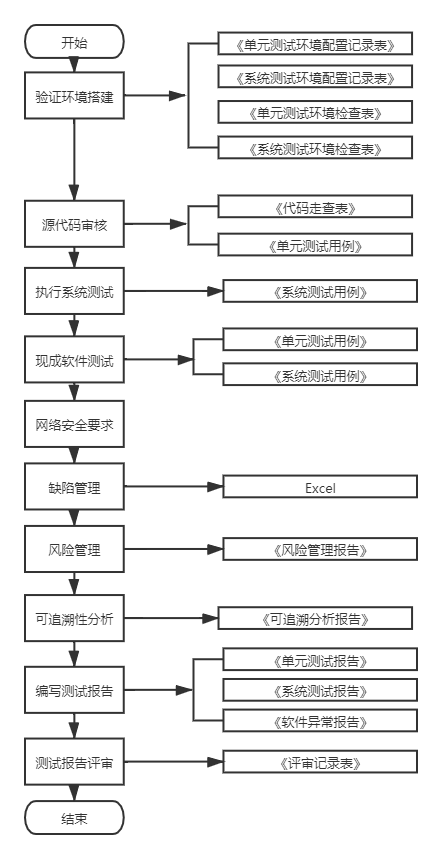 开始
验证环境搭建
《单元测试环境配置记录表》
《系统测试环境配置记录表》
《单元测试环境检查表》
《系统测试环境检查表》
源代码审核
《代码走查表》
《单元测试用例》
执行系统测试
《系统测试用例》
现成软件测试
《单元测试用例》
《系统测试用例》
网络安全要求
缺陷管理
Excel
风险管理
《风险管理报告》
可追溯性分析
《可追溯分析报告》
编写测试报告
《单元测试报告》
《系统测试报告》
《软件异常报告》
测试报告评审
《评审记录表》
结束